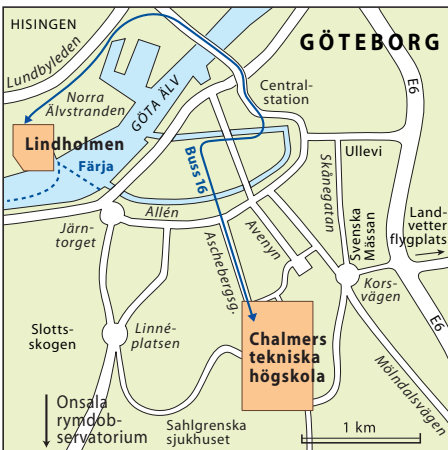 HISINGEN
GÖTEBORG
Lundbyleden
E6
Norra
Älvstranden
GÖTA ÄLV
Central-
station
Lindholmen
Färja
Buss 16
Ullevi
Skånegatan
Allén
Avenyn
Svenska
Mässan
Land-
vetter
flygplats
Järn-
torget
Aschebergsg.
Kors-
vägen
E6
Slotts-
skogen
Linné-
platsen
Chalmers
tekniska
högskola
Mölndalsvägen
Onsala
rymdob-
servatorium
Sahlgrenska
sjukhuset
1 km